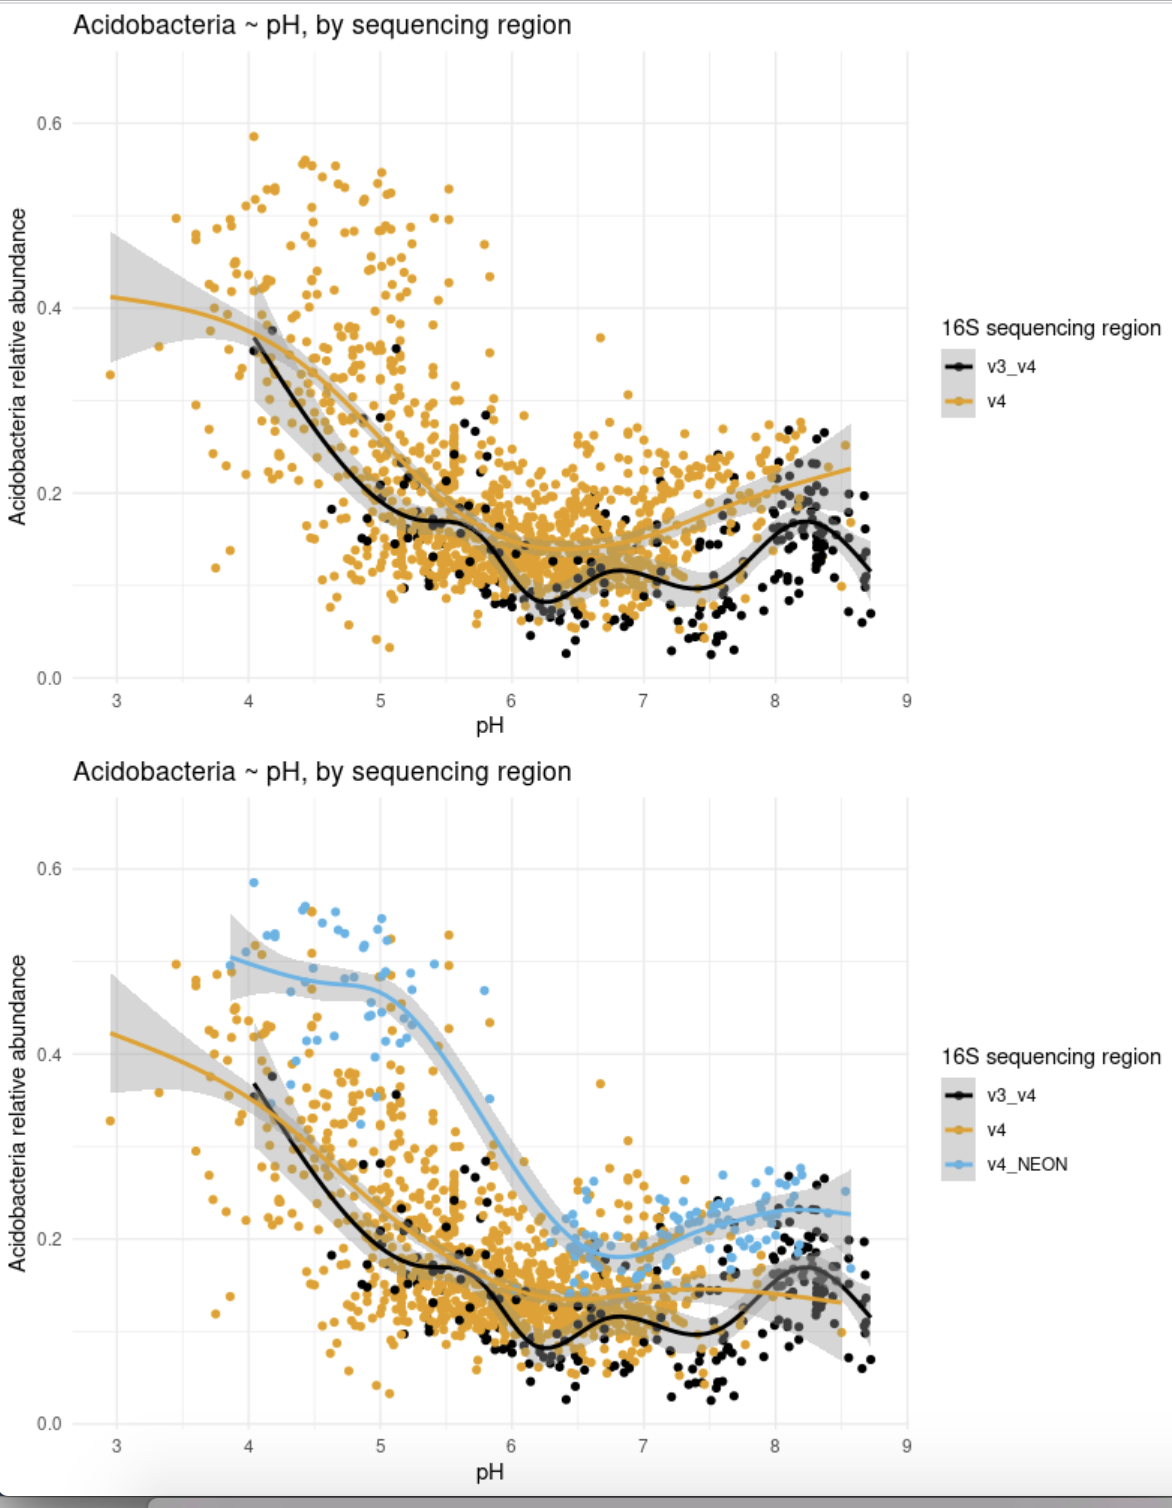 Acidobacteria ~ pH, by sequencing region
Acidobacteria relative abundance
0.6
0.4
0.2
0.0
3 4 5 6 7 8 9
pH
16S sequencing region
v3_v4
v4
Acidobacteria ~ pH, by sequencing region
Acidobacteria relative abundance
0.6
0.4
0.2
0.0
3 4 5 6 7 8 9
pH
16S sequencing region
v3_v4
v4
v4_NEON